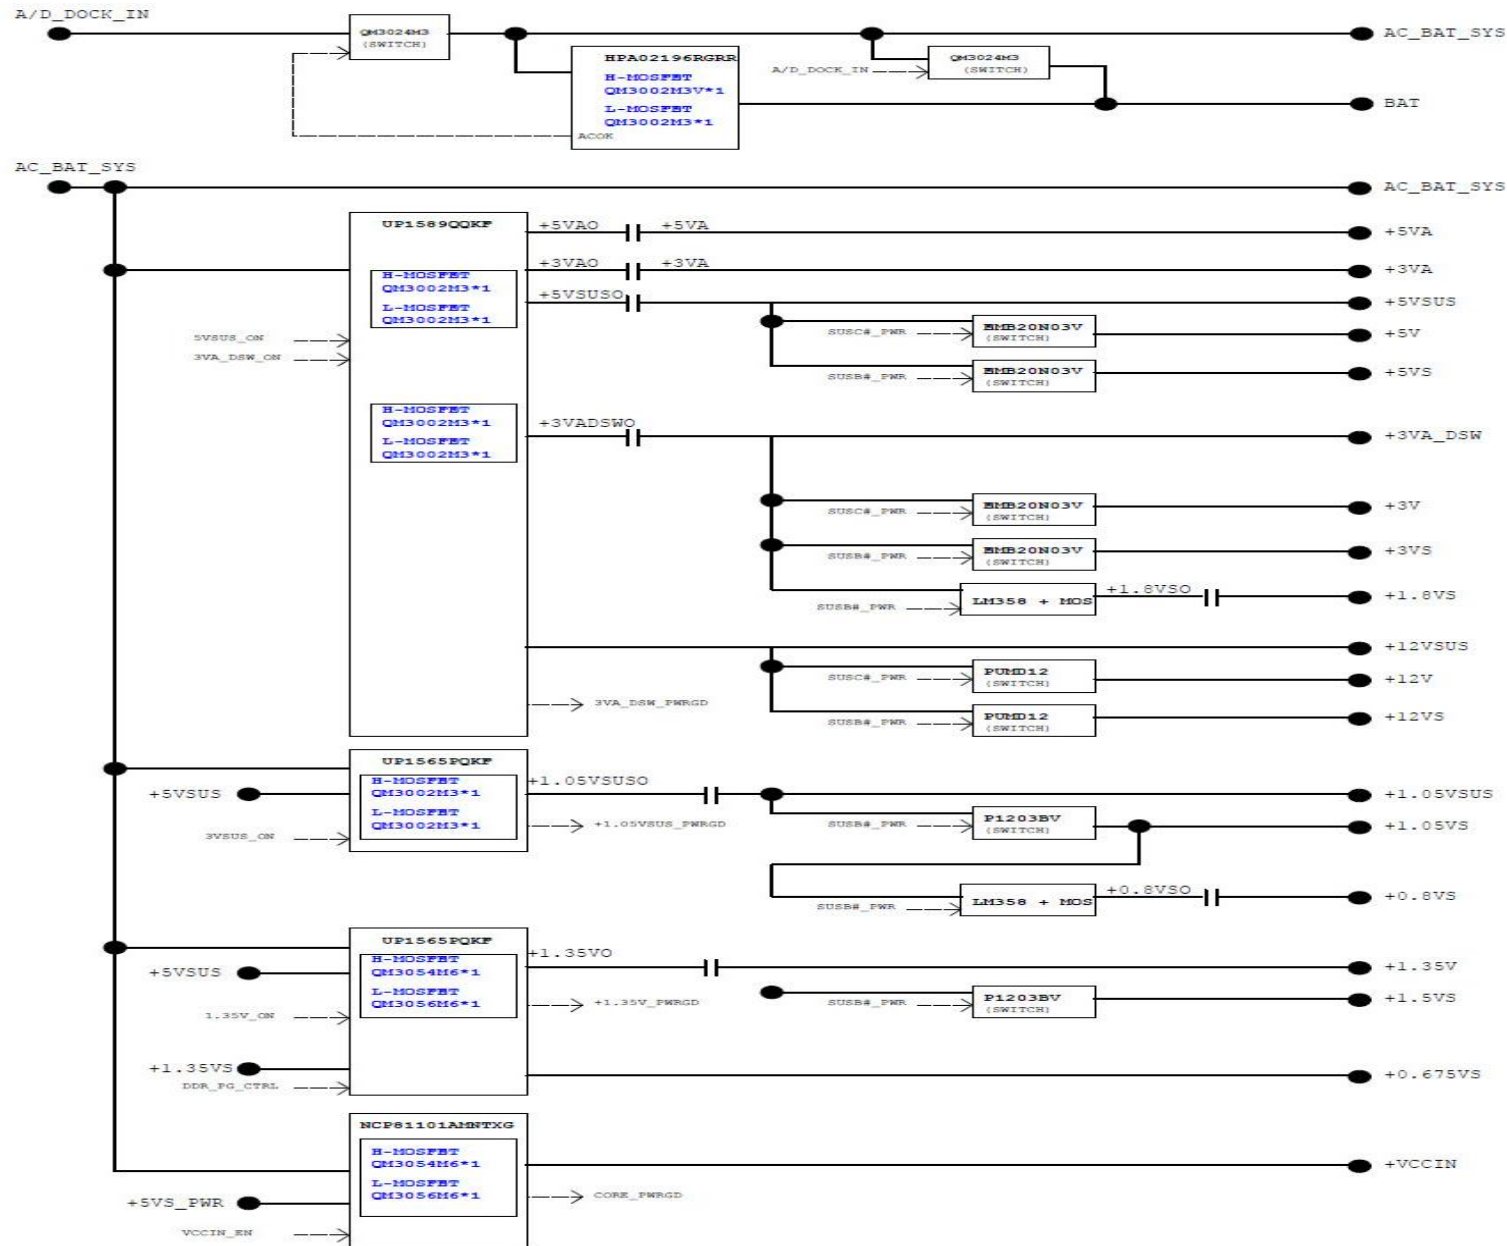 A/D_DOCK_IN
QM3024M3
(SWITCH)
AC_BAT_SYS
HPA02196RGRR
H-MOSFET
QM3002M3V*1
L-MOSFET
QM3002M3*1
ACOK
A/D_DOCK_IN
QM3024M3
(SWITCH)
BAT
AC_BAT_SYS
AC_BAT_SYS
UP1589QQKF
+5VAO
+5VA
+5VA
+3VAO
+3VA
+3VA
H-MOSFET
QM3002M3*1
L-MOSFET
QM3002M3*1
+5VSUSO
+5VSUS
5VSUS_ON
3VA_DSW_ON
SUSC#_PWR
EMB20N03V
(SWITCH)
+5V
SUSB#_PWR
EMB20N03V
(SWITCH)
+5VS
H-MOSFET
QM3002M3*1
L-MOSFET
QM3002M3*1
+3VADSWO
+3VA_DSW
SUSC#_PWR
EMB20N03V
(SWITCH)
+3V
SUSB#_PWR
EMB20N03V
(SWITCH)
+3VS
SUSB#_PWR
LM358 + MOS
+1.8VSO
+1.8VS
+12VSUS
SUSC#_PWR
PUMD12
(SWITCH)
+12V
3VA_DSW_PWRGD
SUSB#_PWR
PUMD12
(SWITCH)
+12VS
UP1565PQKF
H-MOSFET
QM3002M3*1
L-MOSFET
QM3002M3*1
+5VSUS
3VSUS_ON
+1.05VSUSO
+1.05VSUS_PWRGD
+1.05VSUS
SUSB#_PWR
P1203BV
(SWITCH)
+1.05VS
SUSB#_PWR
LM358 + MOS
+0.8VSO
+0.8VS
UP1565PQKF
H-MOSFET
QM3054M6*1
L-MOSFET
QM3056M6*1
+5VSUS
1.35V_ON
+1.35VO
+1.35V_PWRGD
+1.35V
SUSB#_PWR
P1203BV
(SWITCH)
+1.5VS
+1.35VS
DDR_PG_CTRL
+0.675VS
NCP81101AMNTXG
H-MOSFET
QM3054M6*1
L-MOSFET
QM3056M6*1
+5VS_PWR
VCCIN_EN
CORE_PWRGD
+VCCIN